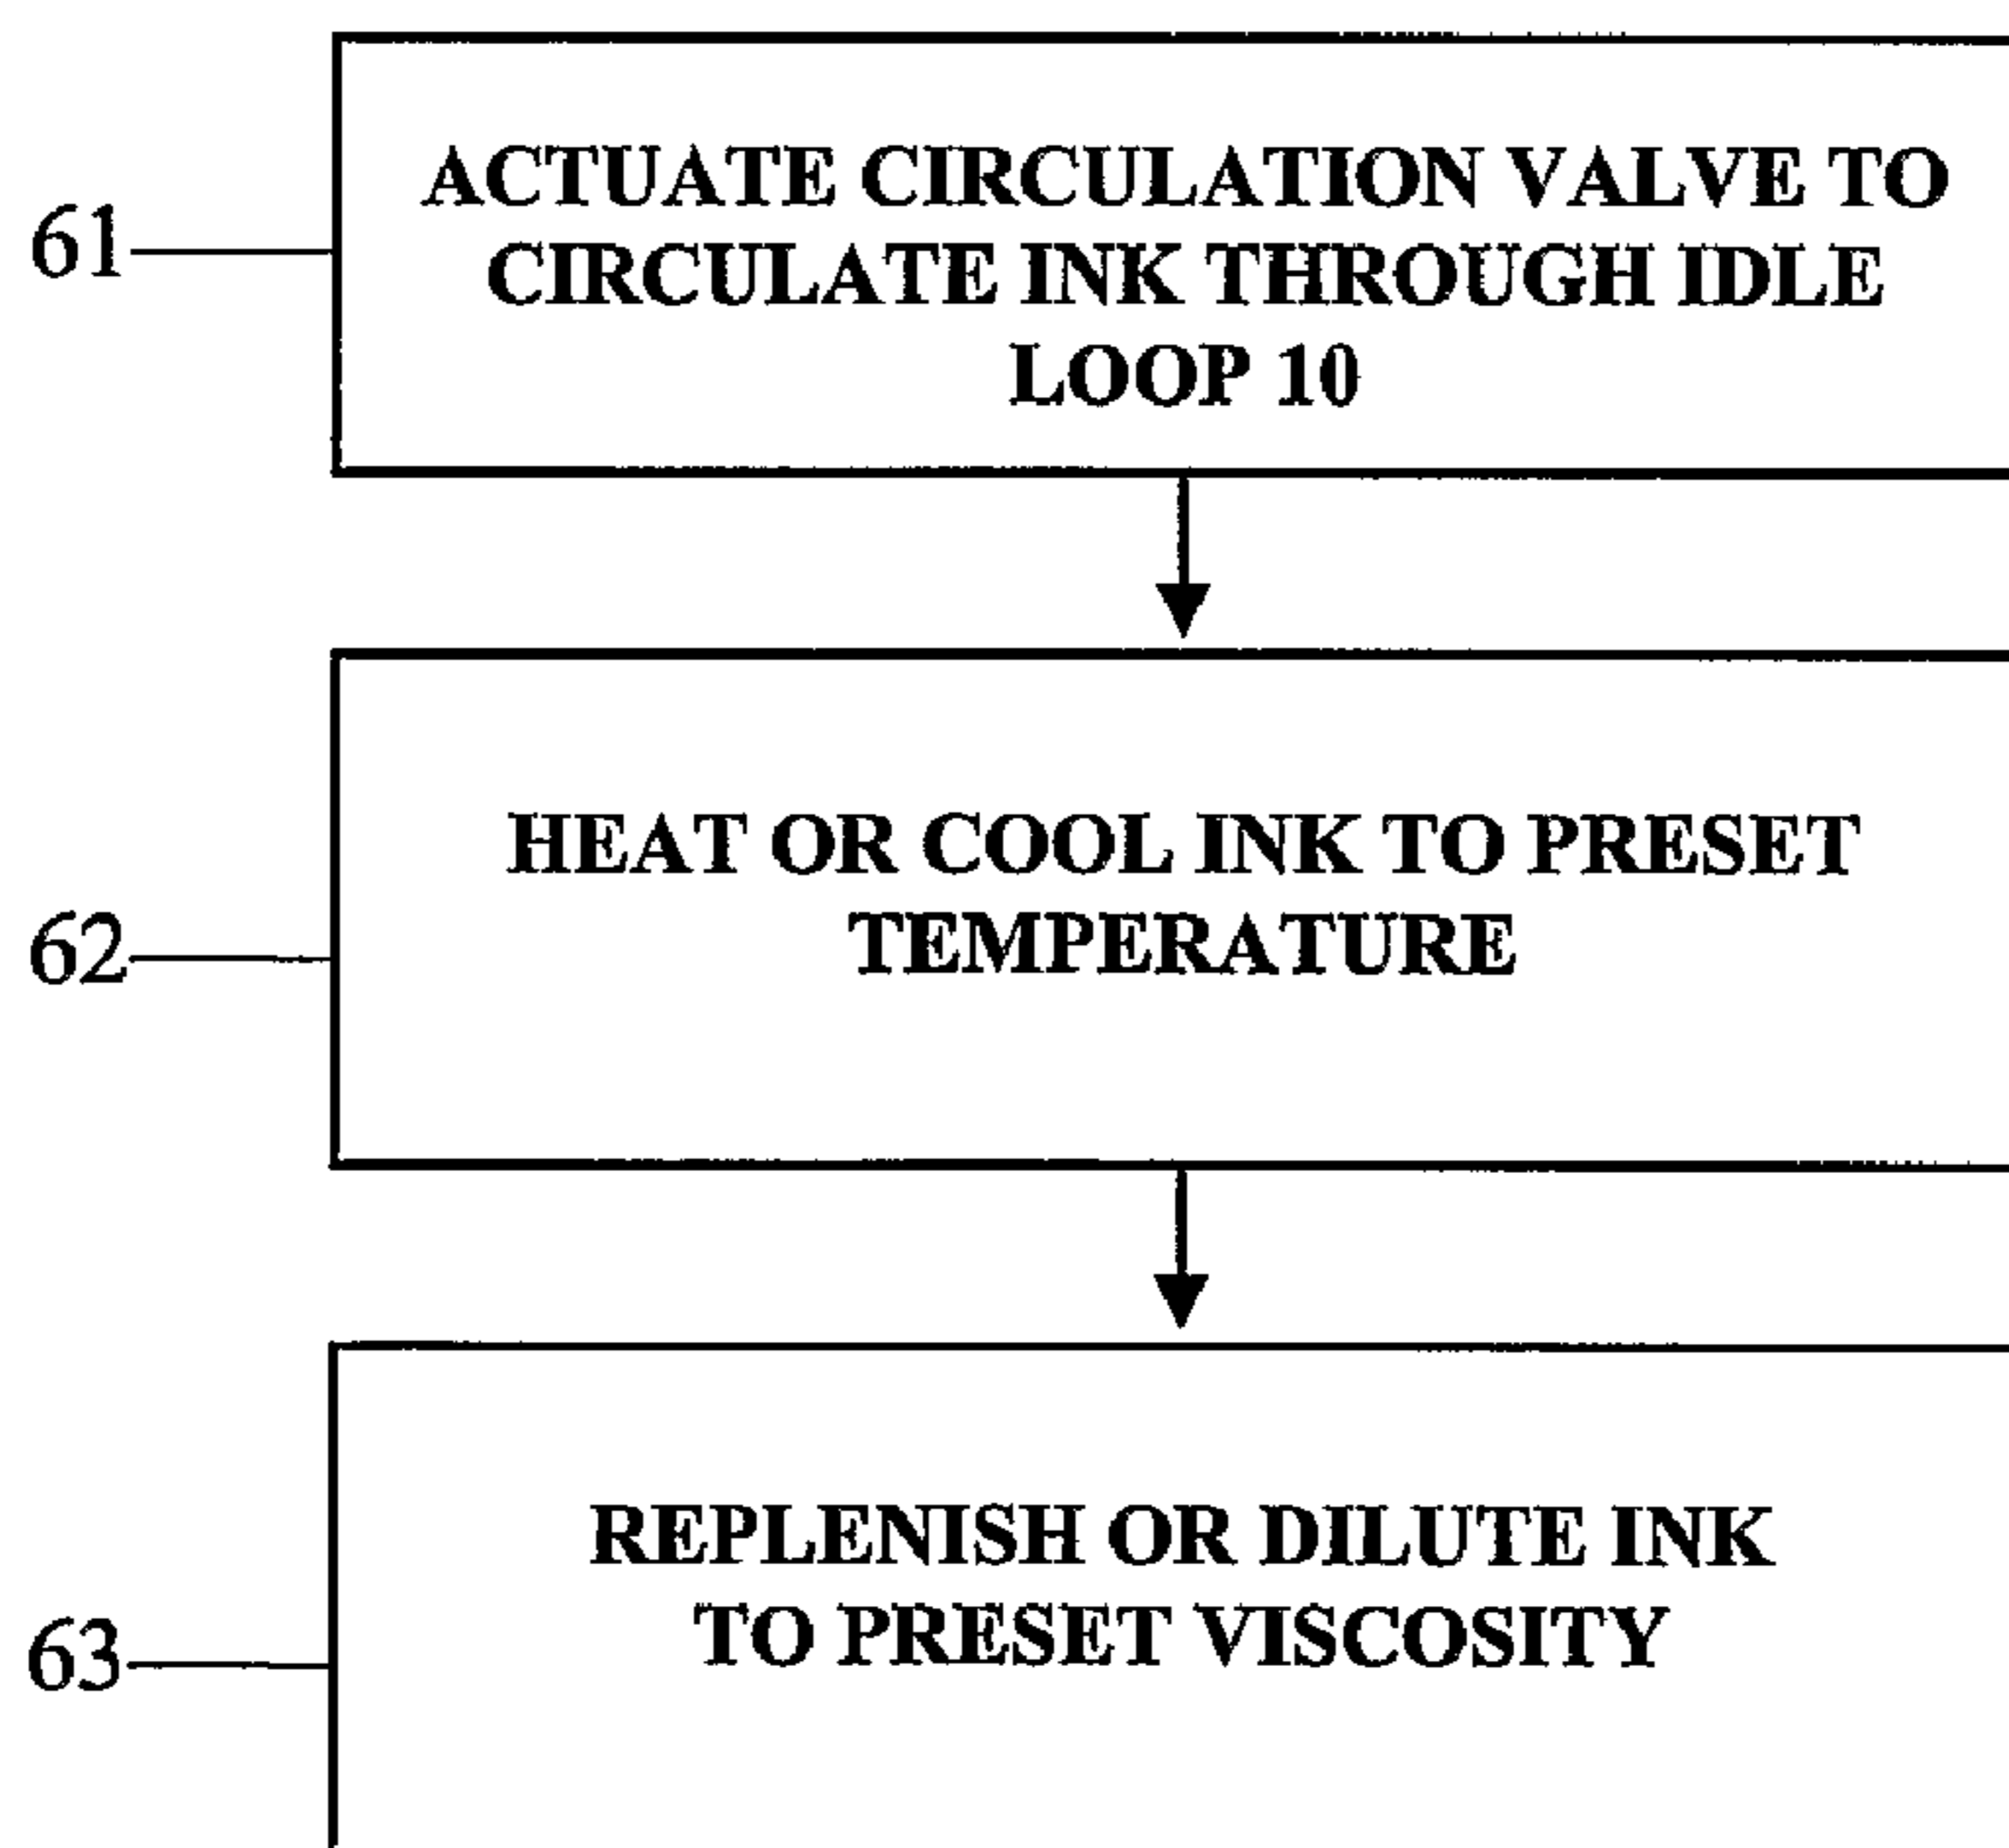 ACTUATE CIRCULATION VALVE TO
61
CIRCULATE INK THROUGH IDLE
LOOP 10
HEAT OR COOL INK TO PRESET
62
TEMPERATURE
REPLENISH OR DILUTE INK
63
TO PRESET VISCOSITY